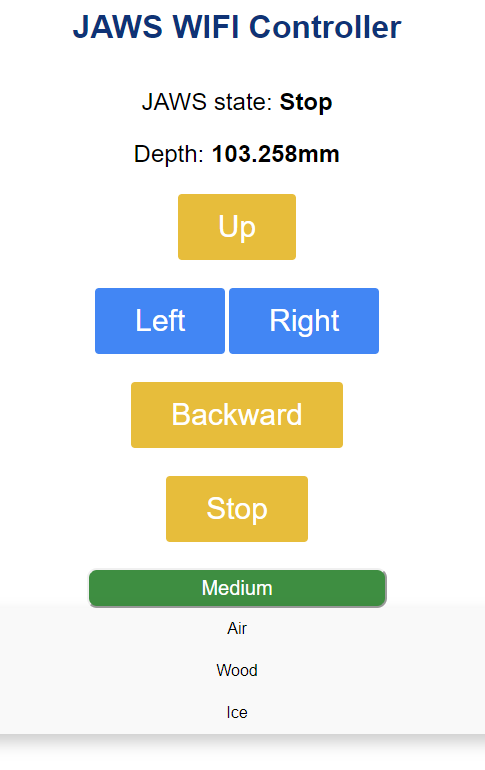 JAWS WIFI Controller
JAWS state: Stop
Depth: 103.258mm
Up
Left Right
Backward
Stop
Medium
Air
Wood
Ice